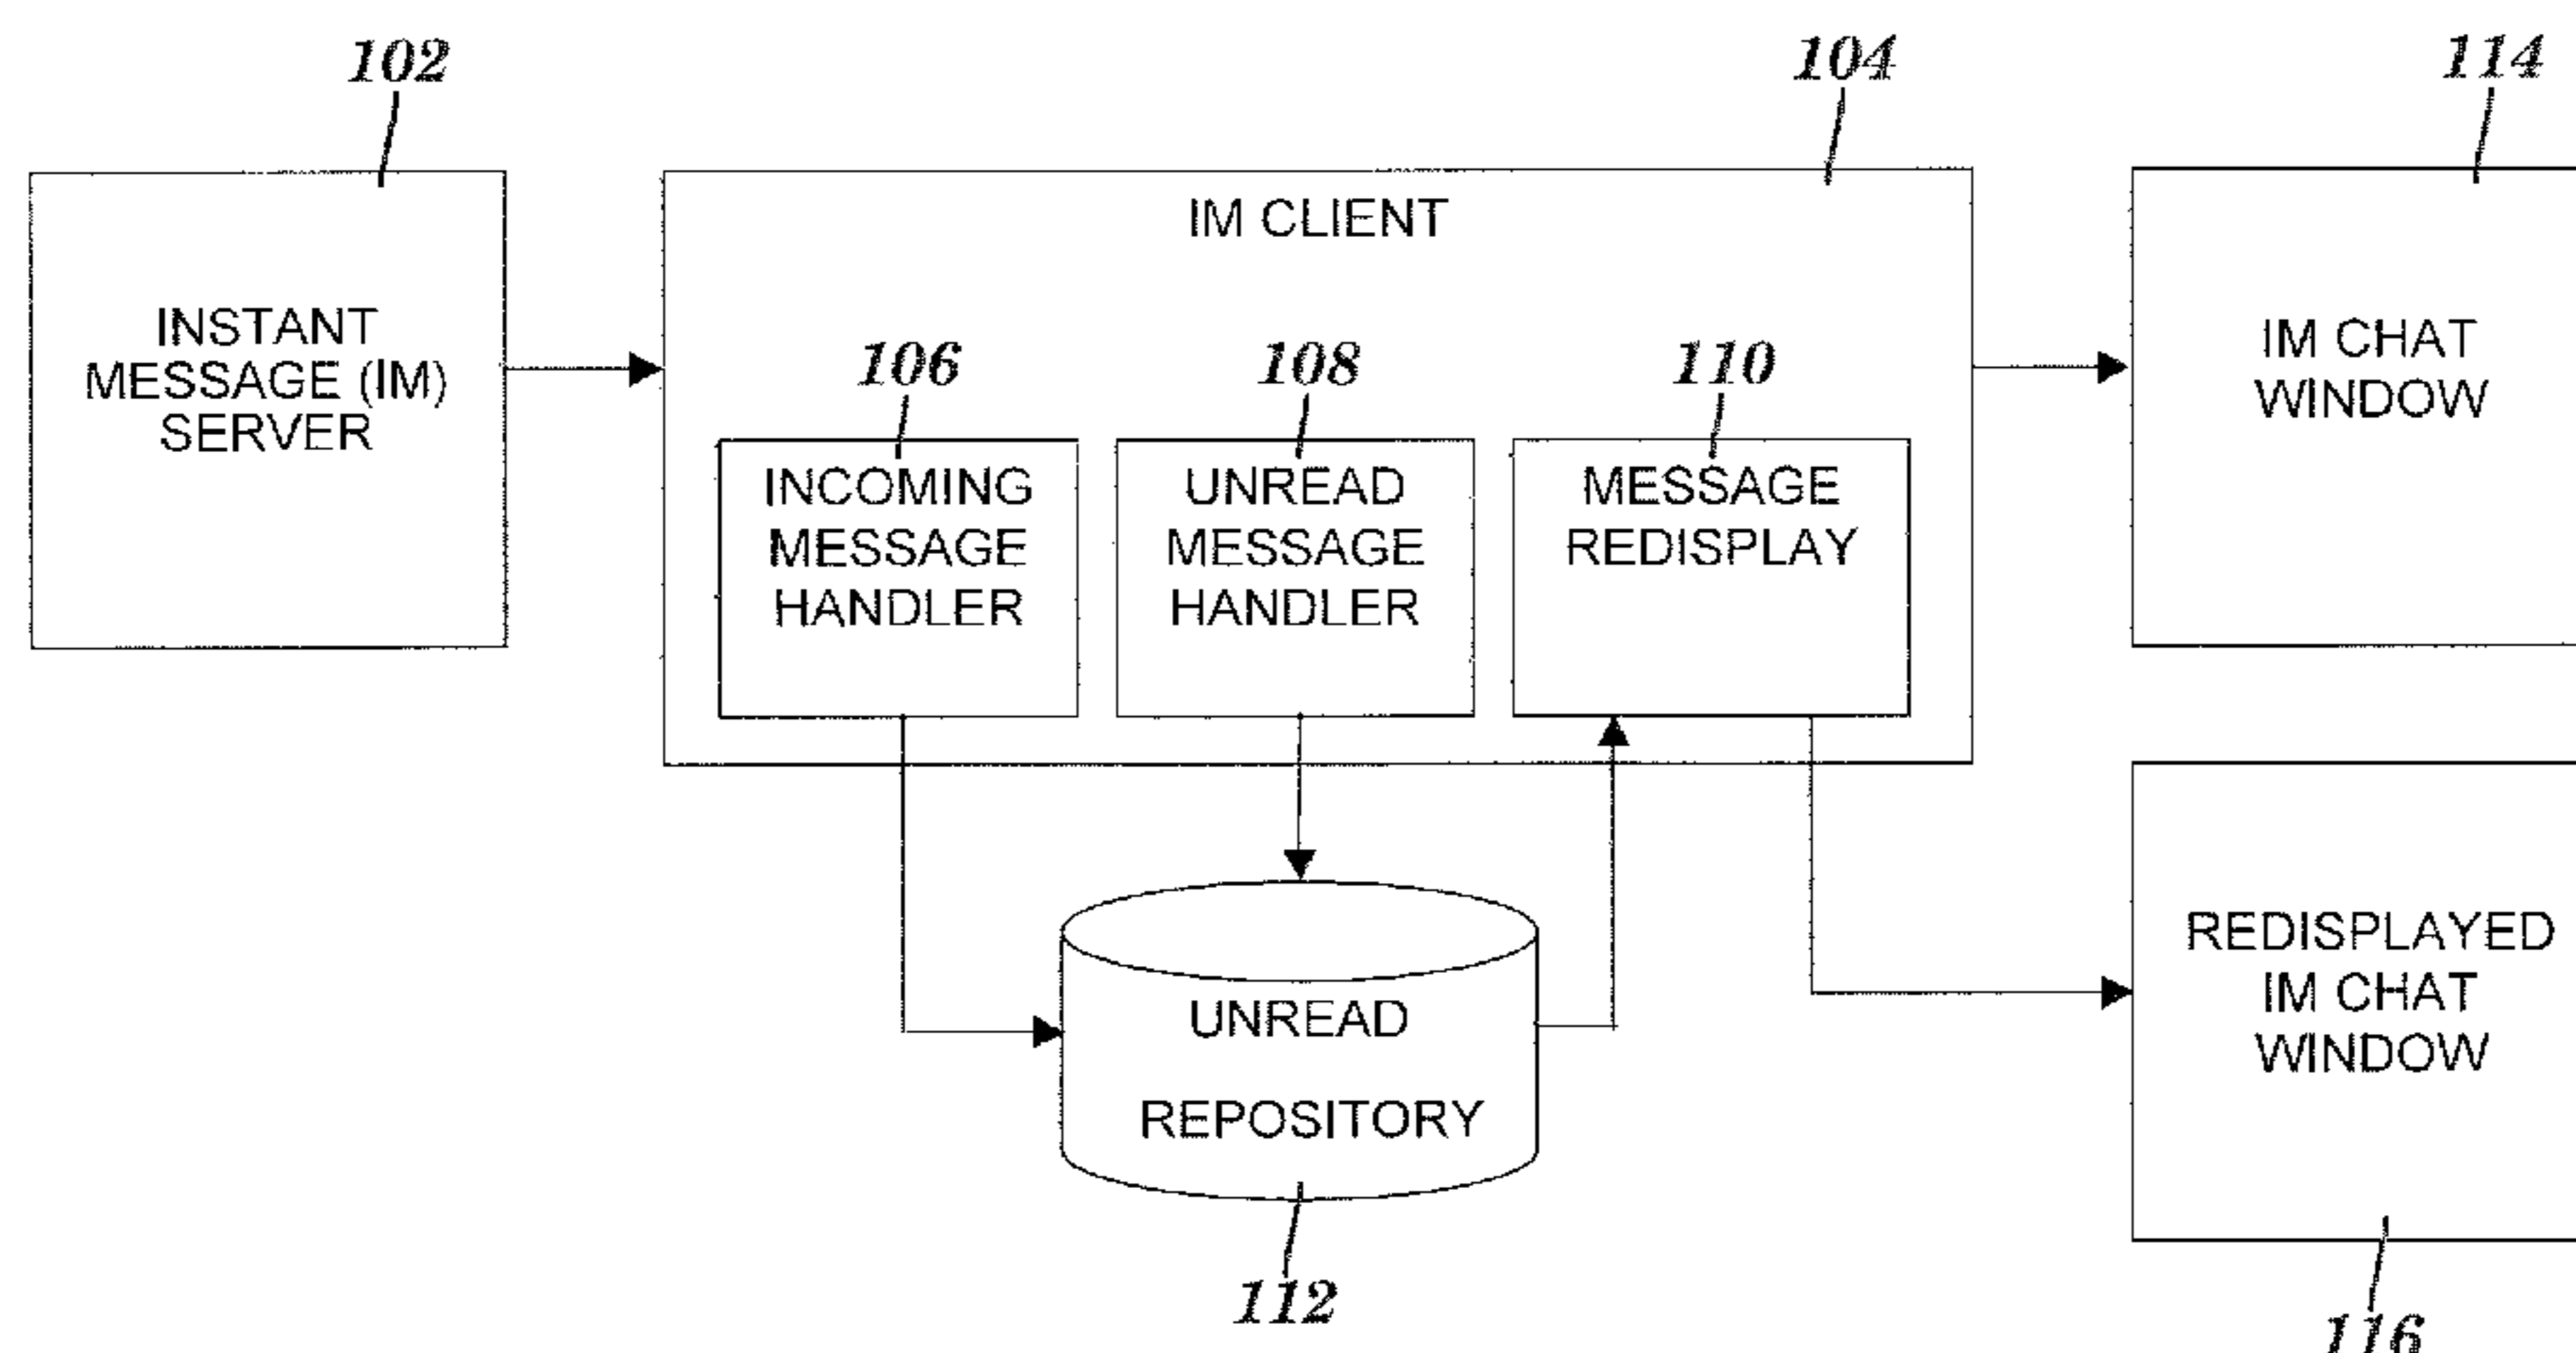 102
104
114
INSTANT
MESSAGE (IM)
SERVER
IM CLIENT
106
108
110
INCOMING
MESSAGE
HANDLER
UNREAD
MESSAGE
HANDLER
MESSAGE
REDISPLAY
IM CHAT
WINDOW
UNREAD
REPOSITORY
112
REDISPLAYED
IM CHAT
WINDOW
116